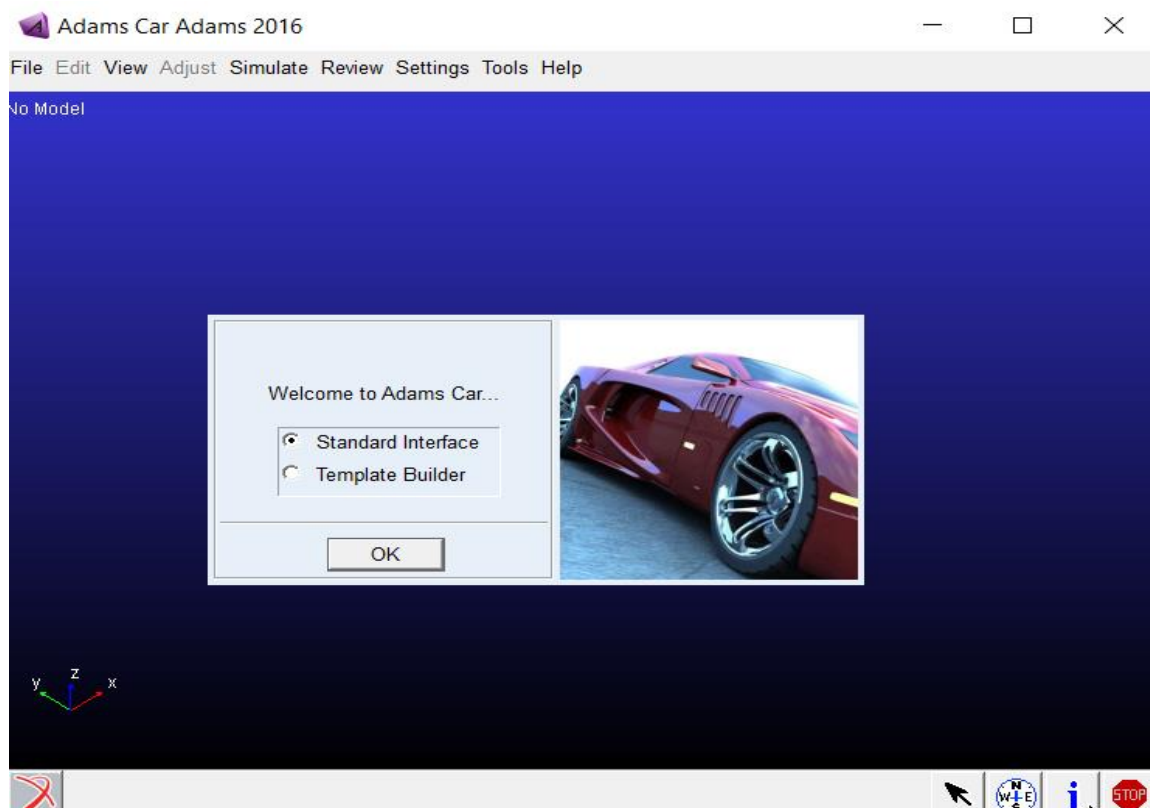 Adams Car Adams 2016
File Edit View Adjust Simulate Review Settings Tools Help
No Model
Welcome to Adams Car...
Standard Interface
Template Builder
OK
y z x
N
W E
S
i
STOP